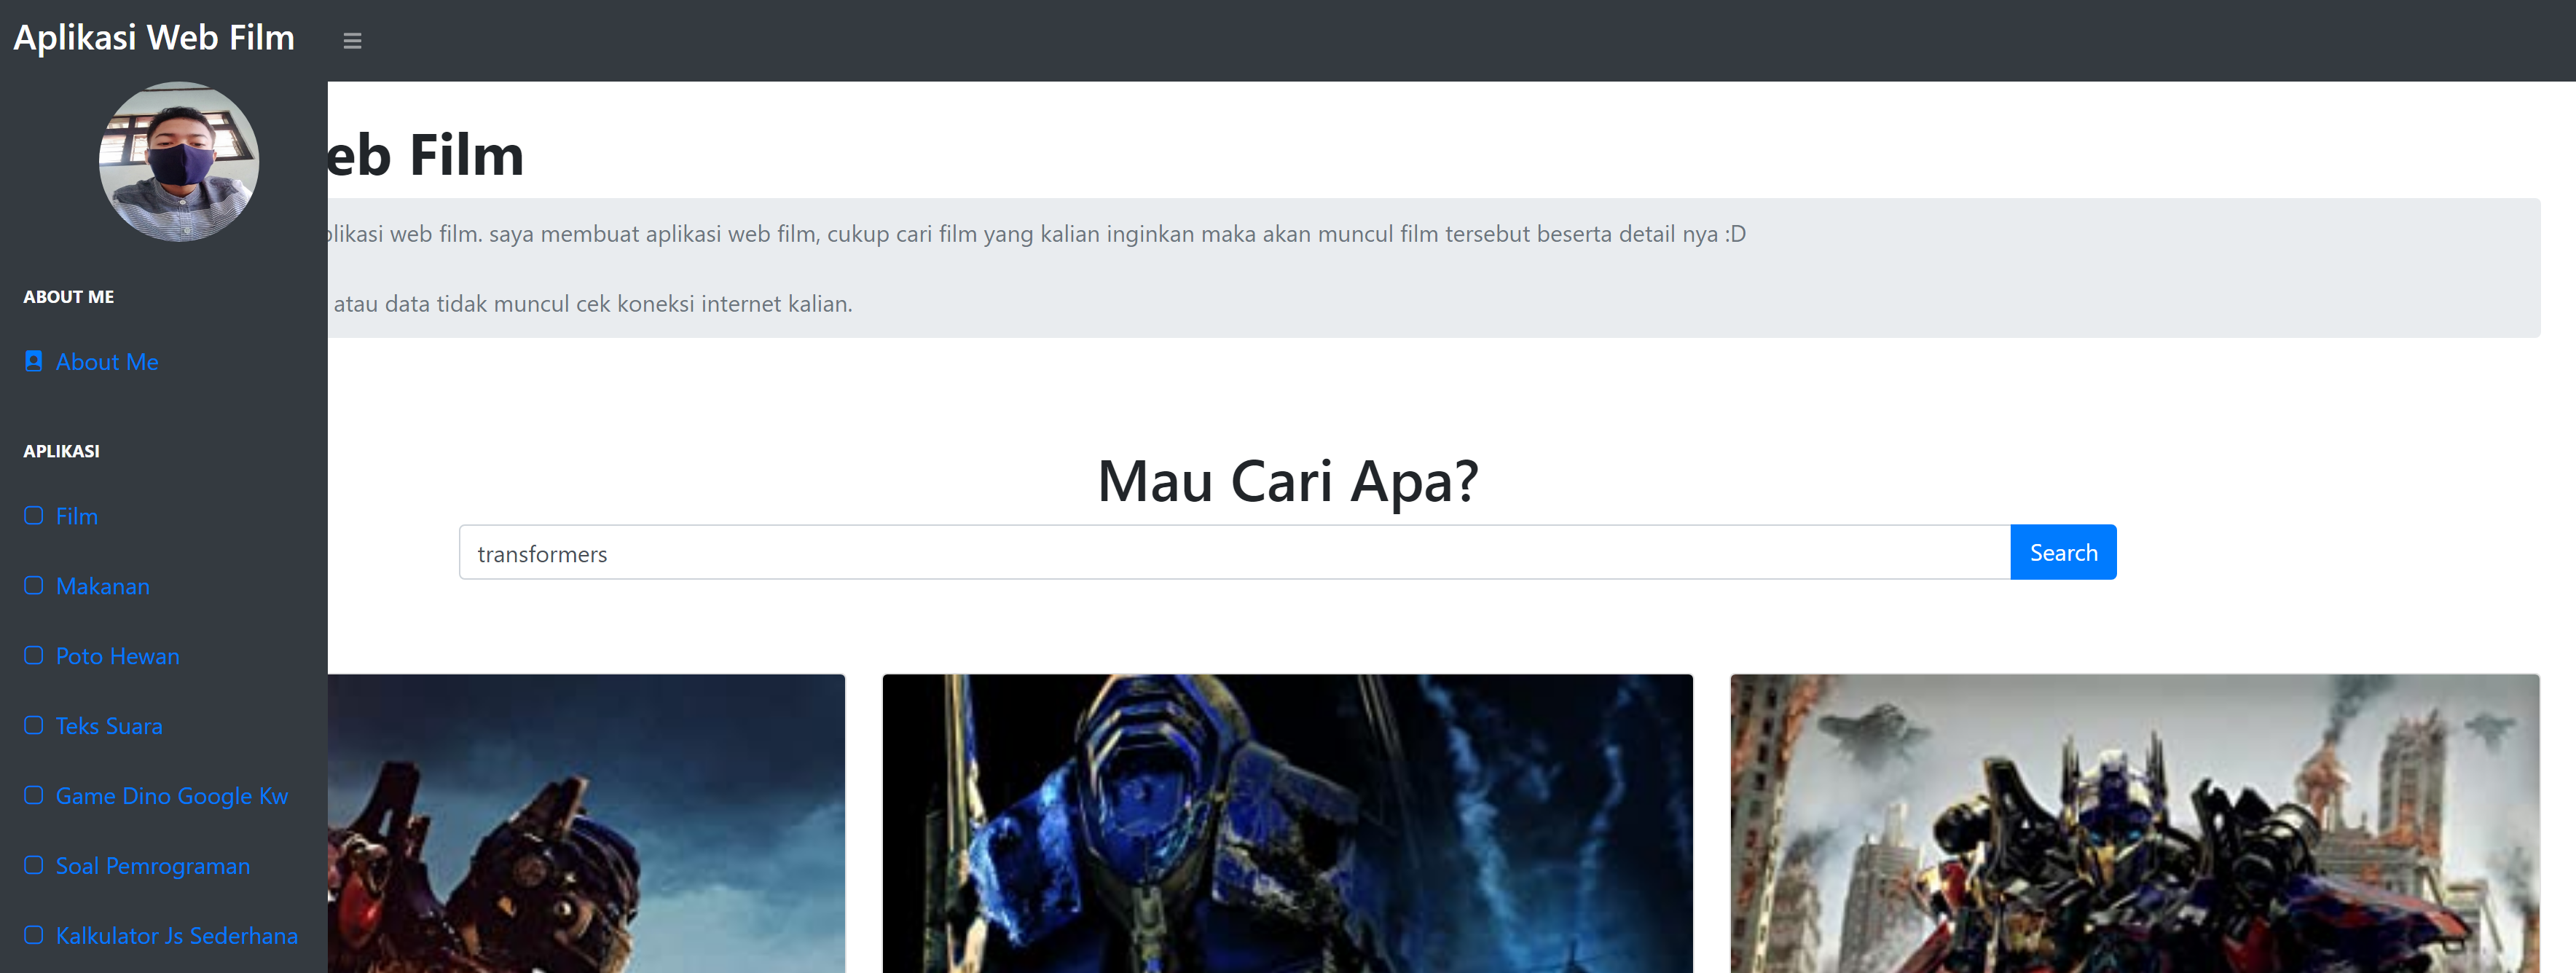 Aplikasi Web Film
ABOUT ME
About Me
APLIKASI
Film
Makanan
Poto Hewan
Teks Suara
Game Dino Google Kw
Soal Pemrograman
Kalkulator Js Sederhana
eb Film
plikasi web film. saya membuat aplikasi web film, cukup cari film yang kalian inginkan maka akan muncul film tersebut beserta detail nya :D
atau data tidak muncul cek koneksi internet kalian.
Mau Cari Apa?
transformers
Search